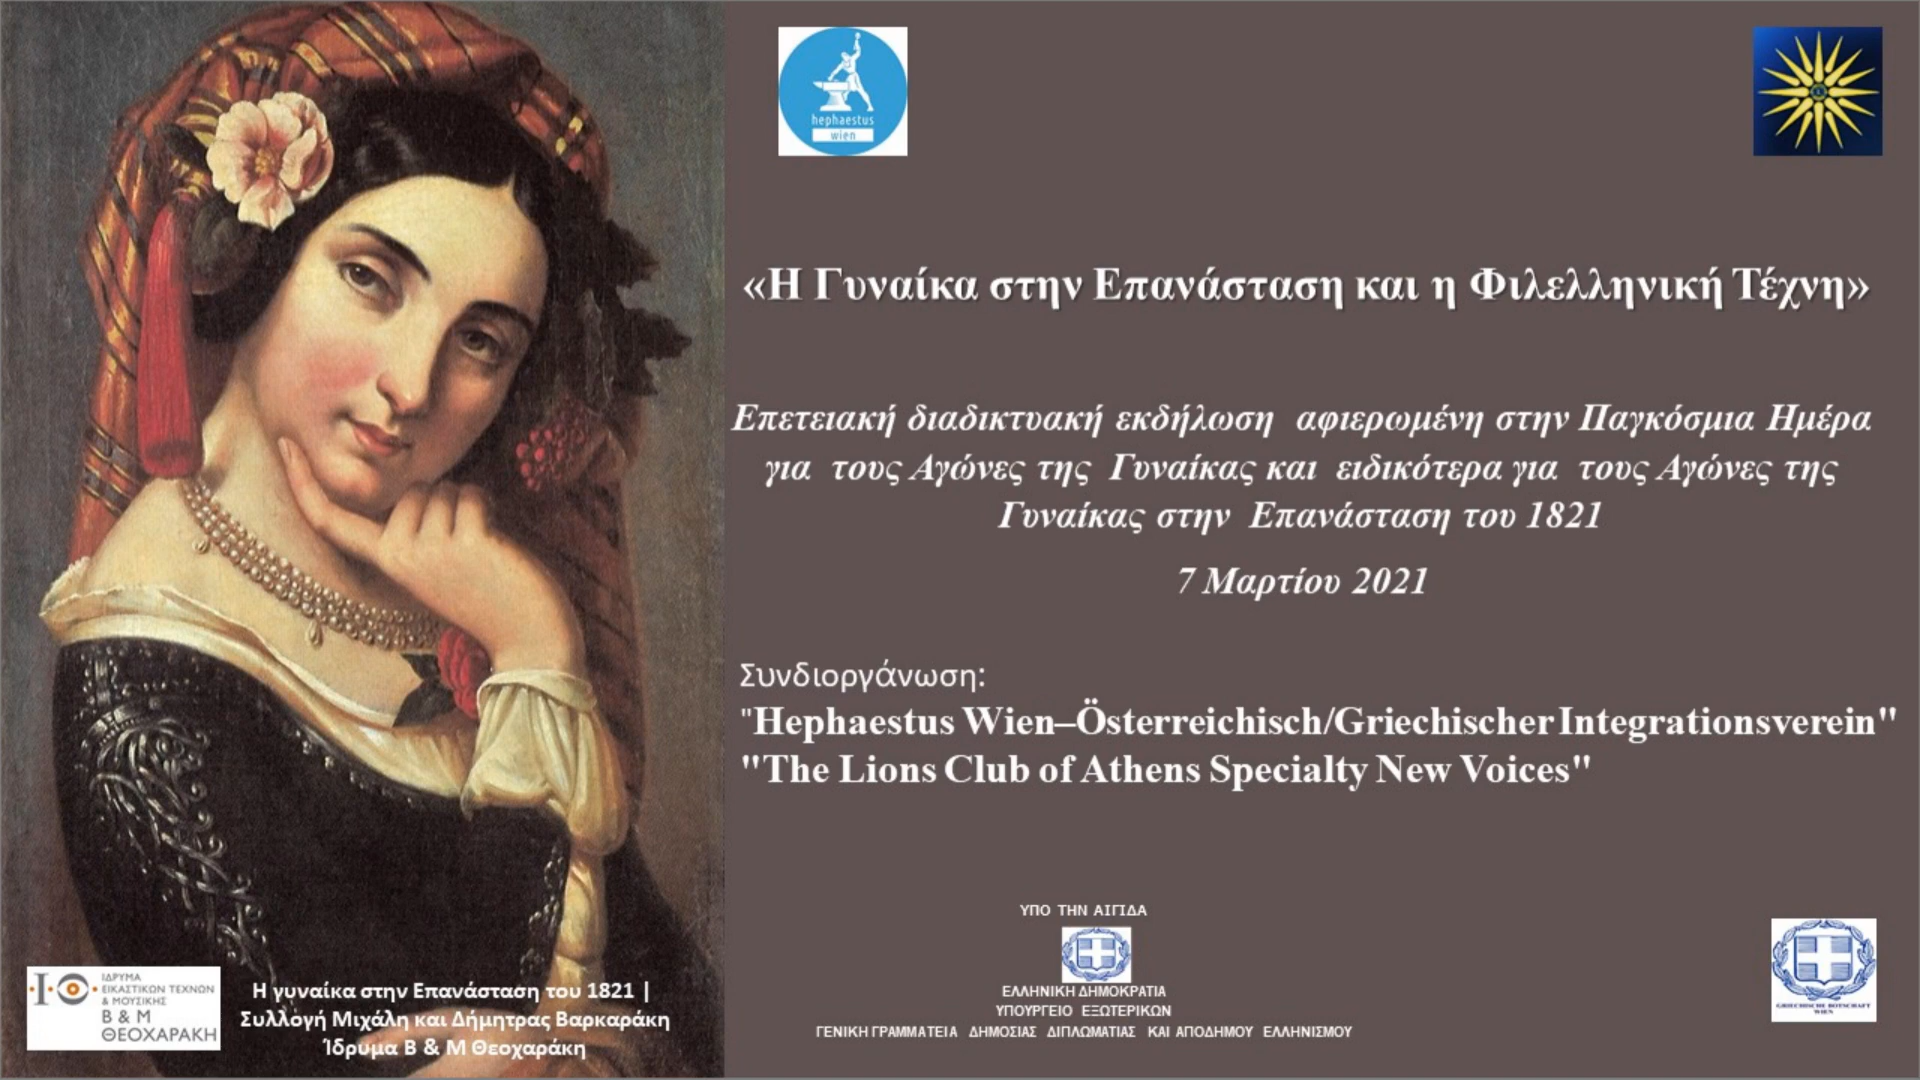 hephaestus
wien
«Η Γυναίκα στην Επανάσταση και η Φιλελληνική Τέχνη»
Επετειακή διαδικτυακή εκδήλωση αφιερωμένη στην Παγκόσμια Ημέρα
για τους Αγώνες της Γυναίκας και ειδικότερα για τους Αγώνες της
Γυναίκας στην Επανάσταση του 1821
7 Μαρτίου 2021
Συνδιοργάνωση:
"Hephaestus Wien–Österreichisch/Griechischer Integrationsverein"
"The Lions Club of Athens Specialty New Voices"
ΥΠΟ ΤΗΝ ΑΙΓΙΔΑ
ΕΛΛΗΝΙΚΗ ΔΗΜΟΚΡΑΤΙΑ
ΥΠΟΥΡΓΕΙΟ ΕΞΩΤΕΡΙΚΩΝ
ΓΕΝΙΚΗ ΓΡΑΜΜΑΤΕΙΑ ΔΗΜΟΣΙΑΣ ΔΙΠΛΩΜΑΤΙΑΣ ΚΑΙ ΑΠΟΔΗΜΟΥ ΕΛΛΗΝΙΣΜΟΥ
GRIECHISCHE BOTSCHAFT
WIEN
ΙΔΡΥΜΑ
ΕΙΚΑΣΤΙΚΩΝ ΤΕΧΝΩΝ
& ΜΟΥΣΙΚΗΣ
Β & Μ
ΘΕΟΧΑΡΑΚΗ
Η γυναίκα στην Επανάσταση του 1821 |
Συλλογή Μιχάλη και Δήμητρας Βαρκαράκη
Ίδρυμα Β & Μ Θεοχαράκη